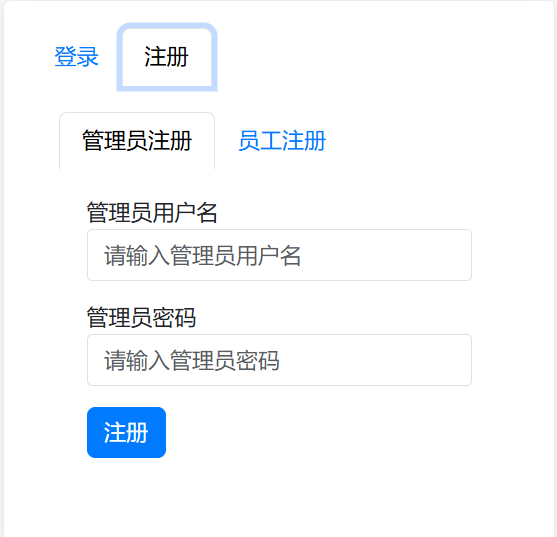 登录 注册
管理员注册 员工注册
管理员用户名
请输入管理员用户名
管理员密码
请输入管理员密码
注册